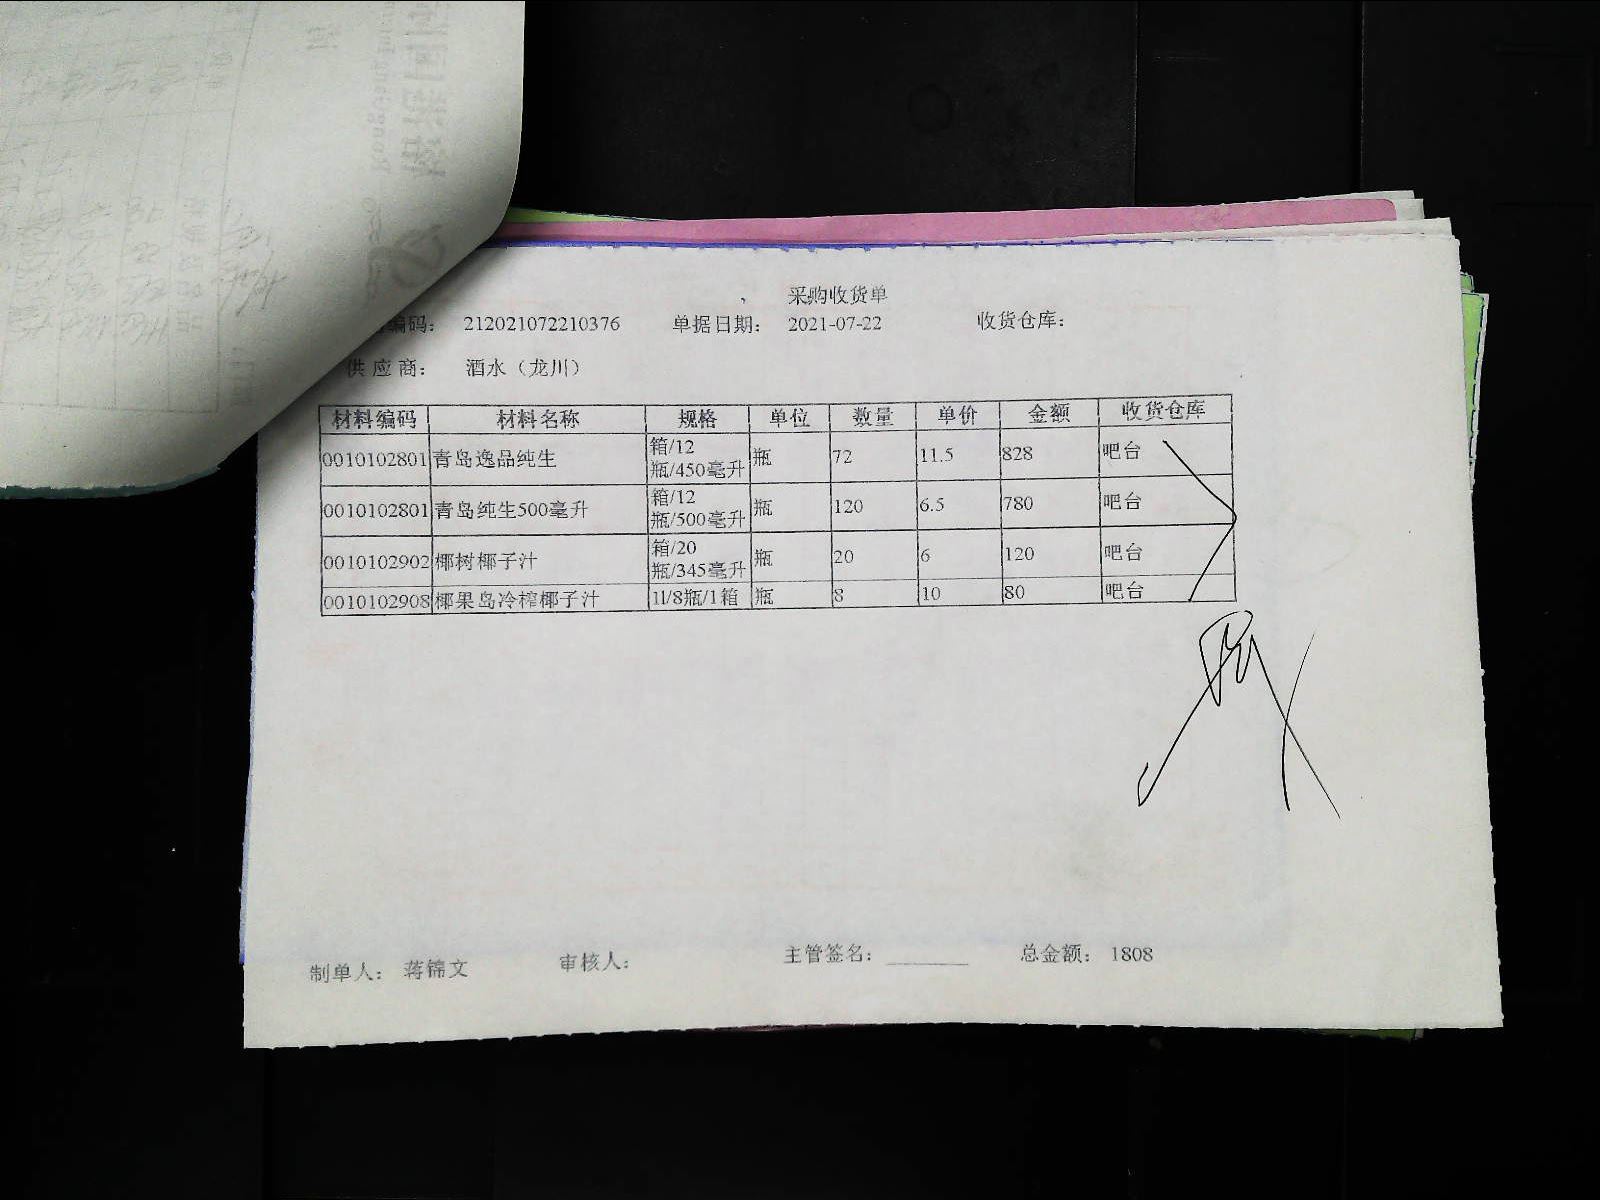 采购收货单
编码： 212021072210376 单据日期： 2021-07-22 收货仓库：
供应商： 酒水（龙川）
材料编码 材料名称 规格 单位 数量 单价 金额 收货仓库
0010102801 青岛逸品纯生 箱/12瓶/450毫升 瓶 72 11.5 828 吧台
0010102801 青岛纯生500毫升 箱/12瓶/500毫升 瓶 120 6.5 780 吧台
0010102902 椰树椰子汁 箱/20瓶/345毫升 瓶 20 6 120 吧台
0010102908 椰果岛冷榨椰子汁 1l/8瓶/1箱 瓶 8 10 80 吧台
制单人： 蒋锦文 审核人： 主管签名： 总金额： 1808